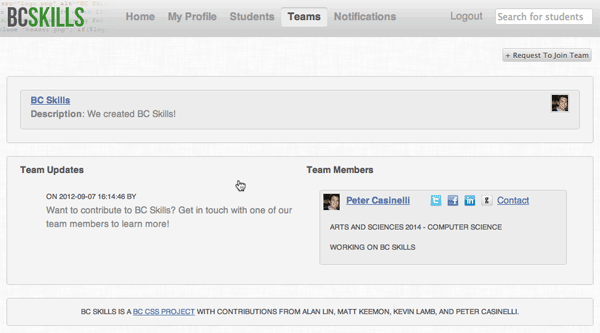 BCSKILLS
Home My Profile Students Teams Notifications Logout Search for students
+ Request To Join Team
BC Skills
Description: We created BC Skills!
Team Updates
ON 2012-09-07 16:14:46 BY
Want to contribute to BC Skills? Get in touch with one of our
team members to learn more!
Team Members
Peter Casinelli Contact
ARTS AND SCIENCES 2014 - COMPUTER SCIENCE
WORKING ON BC SKILLS
BC SKILLS IS A BC CSS PROJECT WITH CONTRIBUTIONS FROM ALAN LIN, MATT KEEMON, KEVIN LAMB, AND PETER CASINELLI.